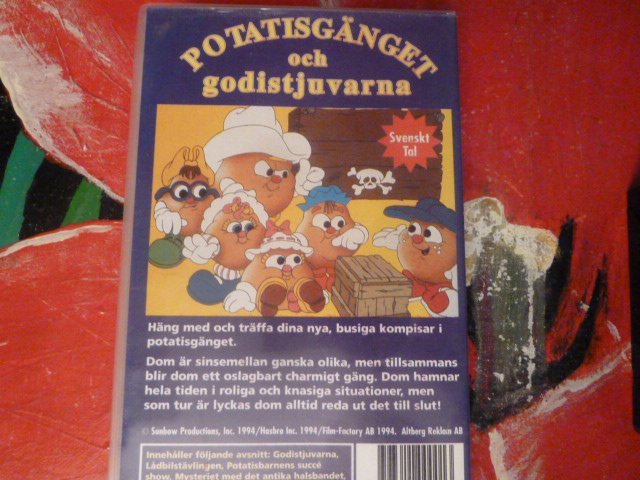 POTATISGÄNGET
och
godistjuvarna
Svenskt
Tal
Häng med och träffa dina nya, busiga kompisar i
potatisgänget.
Dom är sinsemellan ganska olika, men tillsammans
blir dom ett oslagbart charmigt gäng. Dom hamnar
hela tiden i roliga och knasiga situationer, men
som tur är lyckas dom alltid reda ut det till slut!
© Sunbow Productions, Inc. 1994/Hasbro Inc. 1994/Film-Factory AB 1994. Altberg Reklam AB
Innehåller följande avsnitt: Godistjuvarna,
Lådbilstävlingen, Potatisbarnens succé
show, Mysteriet med det antika halsbandet,